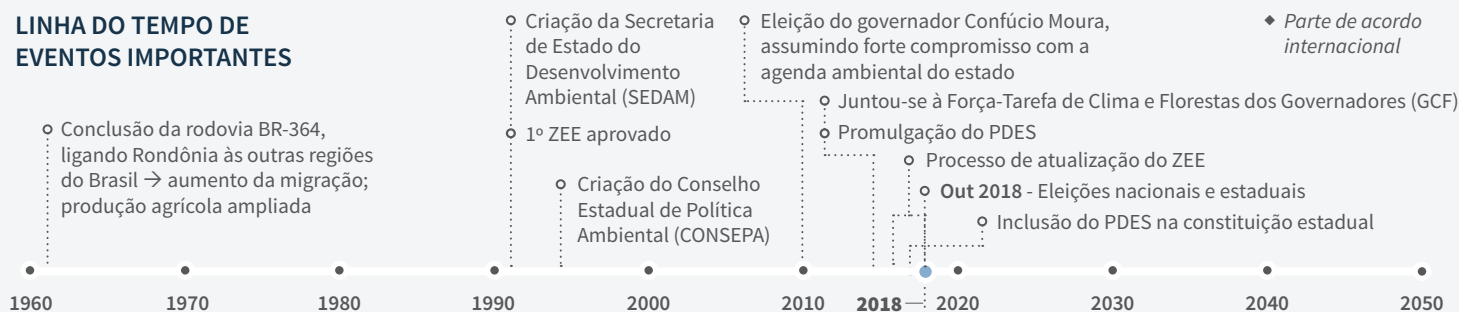 LINHA DO TEMPO DE
EVENTOS IMPORTANTES
Conclusão da rodovia BR-364,
ligando Rondônia às outras regiões
do Brasil → aumento da migração;
produção agrícola ampliada
Criação da Secretaria
de Estado do
Desenvolvimento
Ambiental (SEDAM)
1º ZEE aprovado
Criação do Conselho
Estadual de Política
Ambiental (CONSEPA)
Eleição do governador Confúcio Moura,
assumindo forte compromisso com a
agenda ambiental do estado
Juntou-se à Força-Tarefa de Clima e Florestas dos Governadores (GCF)
Promulgação do PDES
Processo de atualização do ZEE
Out 2018 - Eleições nacionais e estaduais
Inclusão do PDES na constituição estadual
Parte de acordo
internacional
1960 1970 1980 1990 2000 2010 2018 2020 2030 2040 2050